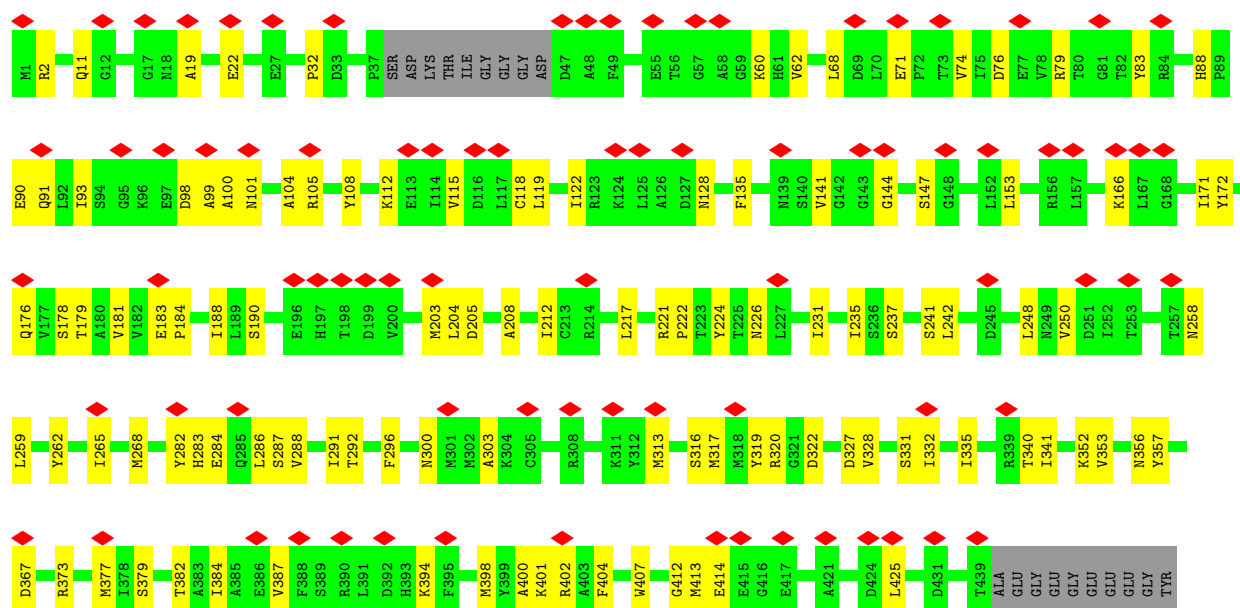 M1 R2 Q11 G12 G17 N18 A19 E22 E27 P32 D33 P37 SER ASP LYS THR ILE GLY GLY GLY ASP D47 A48 F49 E55 T56 G57 A58 G59 K60 H61 V62 L68 D69 L70 E71 P72 T73 V74 I75 D76 E77 V78 R79 T80 G81 T82 Y83 R84 H88 P89
E90 Q91 L92 I93 S94 G95 K96 E97 D98 A99 A100 N101 A104 R105 Y108 K112 E113 I114 V115 D116 L117 C118 L119 I122 R123 K124 L125 A126 D127 N128 F135 N139 S140 V141 G142 G143 G144 S147 G148 L152 L153 R156 L157 K166 L167 G168 I171 Y172
Q176 V177 S178 T179 A180 V181 V182 E183 P184 I188 L189 S190 E196 H197 T198 D199 V200 M203 L204 D205 A208 I212 C213 R214 L217 R221 P222 T223 Y224 T225 N226 L227 I231 I235 S236 S237 S241 L242 D245 L248 N249 V250 D251 I252 T253 T257 N258
L259 Y262 I265 M268 Y282 H283 E284 Q285 L286 S287 V288 I291 T292 F296 N300 M301 M302 A303 K304 C305 R308 K311 Y312 M313 S316 M317 M318 Y319 R320 G321 D322 D327 V328 S331 I332 I335 R339 T340 I341 K352 V353 N356 Y357
D367 R373 M377 I378 S379 T382 A383 I384 A385 E386 V387 F388 S389 R390 L391 D392 H393 K394 F395 M398 Y399 A400 K401 R402 A403 F404 W407 G412 M413 E414 E415 G416 E417 A421 D424 L425 D431 T439 ALA GLU GLY GLU GLY GLU GLU GLU GLY TYR